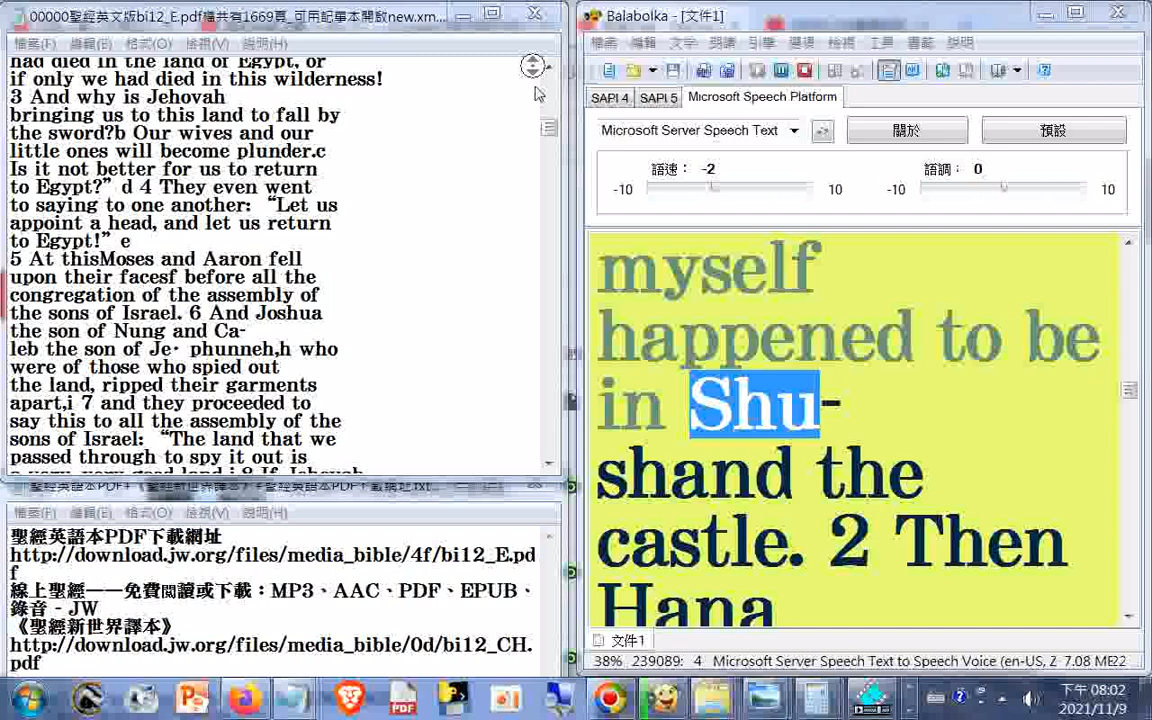 00000聖經英文版bi12_E.pdf檔共有1669頁_可用記事本開啟new.xm...
檔案(F) 編輯(E) 格式(O) 檢視(V) 說明(H)
had died in the land of Egypt, or
if only we had died in this wilderness!
3 And why is Jehovah
bringing us to this land to fall by
the sword?b Our wives and our
little ones will become plunder.c
Is it not better for us to return
to Egypt?” d 4 They even went
to saying to one another: “Let us
appoint a head, and let us return
to Egypt!” e
5 At thisMoses and Aaron fell
upon their facesf before all the
congregation of the assembly of
the sons of Israel. 6 And Joshua
the son of Nung and Ca-
leb the son of Je· phunneh,h who
were of those who spied out
the land, ripped their garments
apart,i 7 and they proceeded to
say this to all the assembly of the
sons of Israel: “The land that we
passed through to spy it out is
a very, very good land.j 8 If Jehovah
檔案(F) 編輯(E) 格式(O) 檢視(V) 說明(H)
聖經英語本PDF下載網址
http://download.jw.org/files/media_bible/4f/bi12_E.pd
f
線上聖經——免費閱讀或下載：MP3、AAC、PDF、EPUB、
錄音 - JW
《聖經新世界譯本》
http://download.jw.org/files/media_bible/0d/bi12_CH.
pdf
Balabolka - [文件1]
檔案 編輯 文字 朗讀 引擎 選項 檢視 工具 書籤 說明
SAPI 4 SAPI 5 Microsoft Speech Platform
Microsoft Server Speech Text 關於 預設
語速： -2 語調： 0
-10 10 -10 10
myself
happened to be
in Shu-
shand the
castle. 2 Then
Hana
文件1
38% 239089: 4 Microsoft Server Speech Text to Speech Voice (en-US, Z 7.08 ME22
下午 08:02
2021/11/9